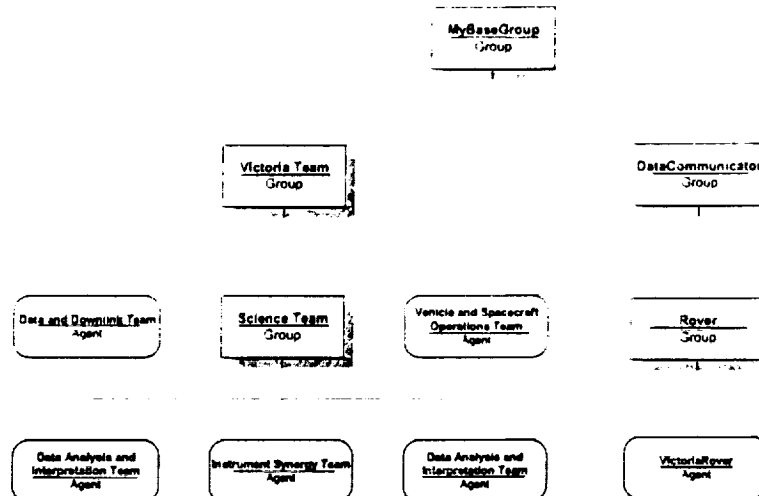 MyBaseGroup
Group
Victoria Team
Group
DataCommunicator
Group
Data and Downlink Team
Agent
Science Team
Group
Vehicle and Spacecraft
Operations Team
Agent
Rover
Group
Data Analysis and
Interpretation Team
Agent
Instrument Synergy Team
Agent
Data Analysis and
Interpretation Team
Agent
VictoriaRover
Agent